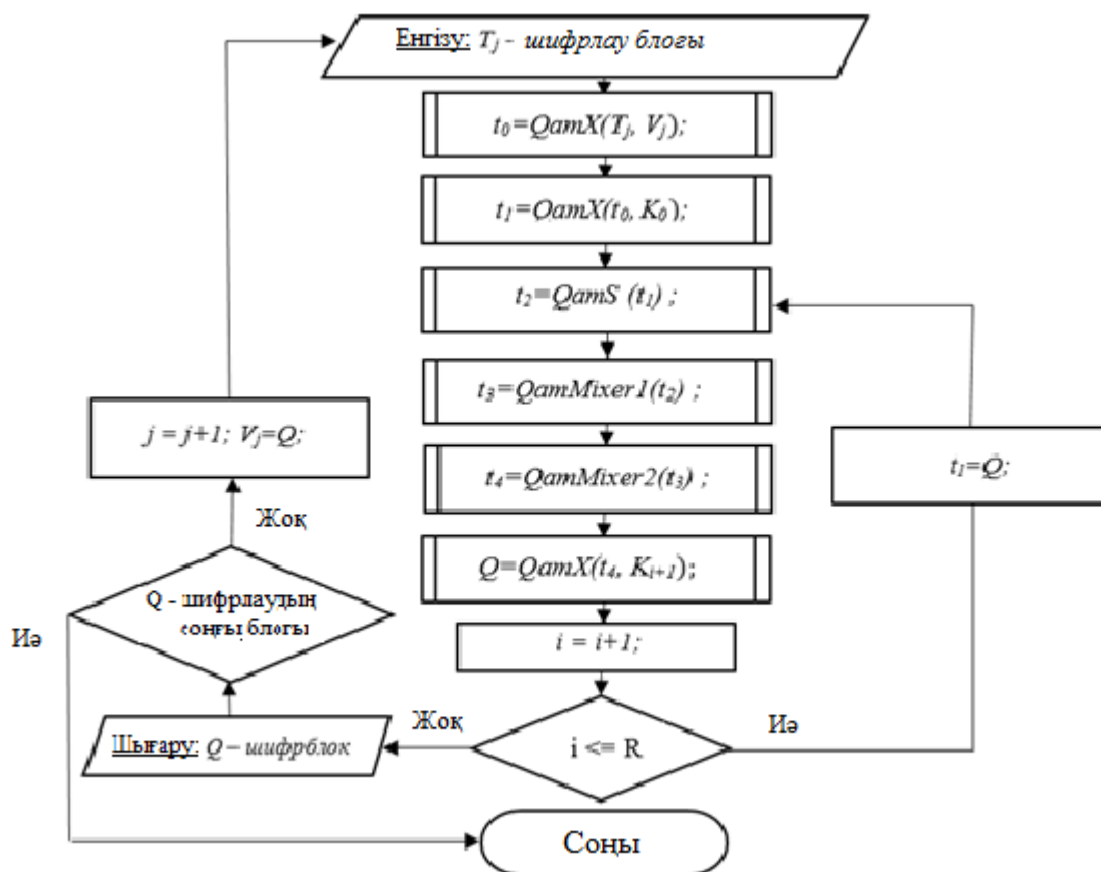 Енгізу: Tj - шифрлау блогы
t0=QamX(Tj, Vj);
t1=QamX(t0, K0);
t2=QamS (t1) ;
t3=QamMixer1(t2) ;
j = j+1; Vj=Q;
t1=Q;
t4=QamMixer2(t3) ;
Жоқ
Q=QamX(t4, Ki+1);
Q - шифрлаудың
соңғы блогы
Иә
i = i+1;
Жоқ
Иә
Шығару: Q – шифрблок
i <= R
Соңы